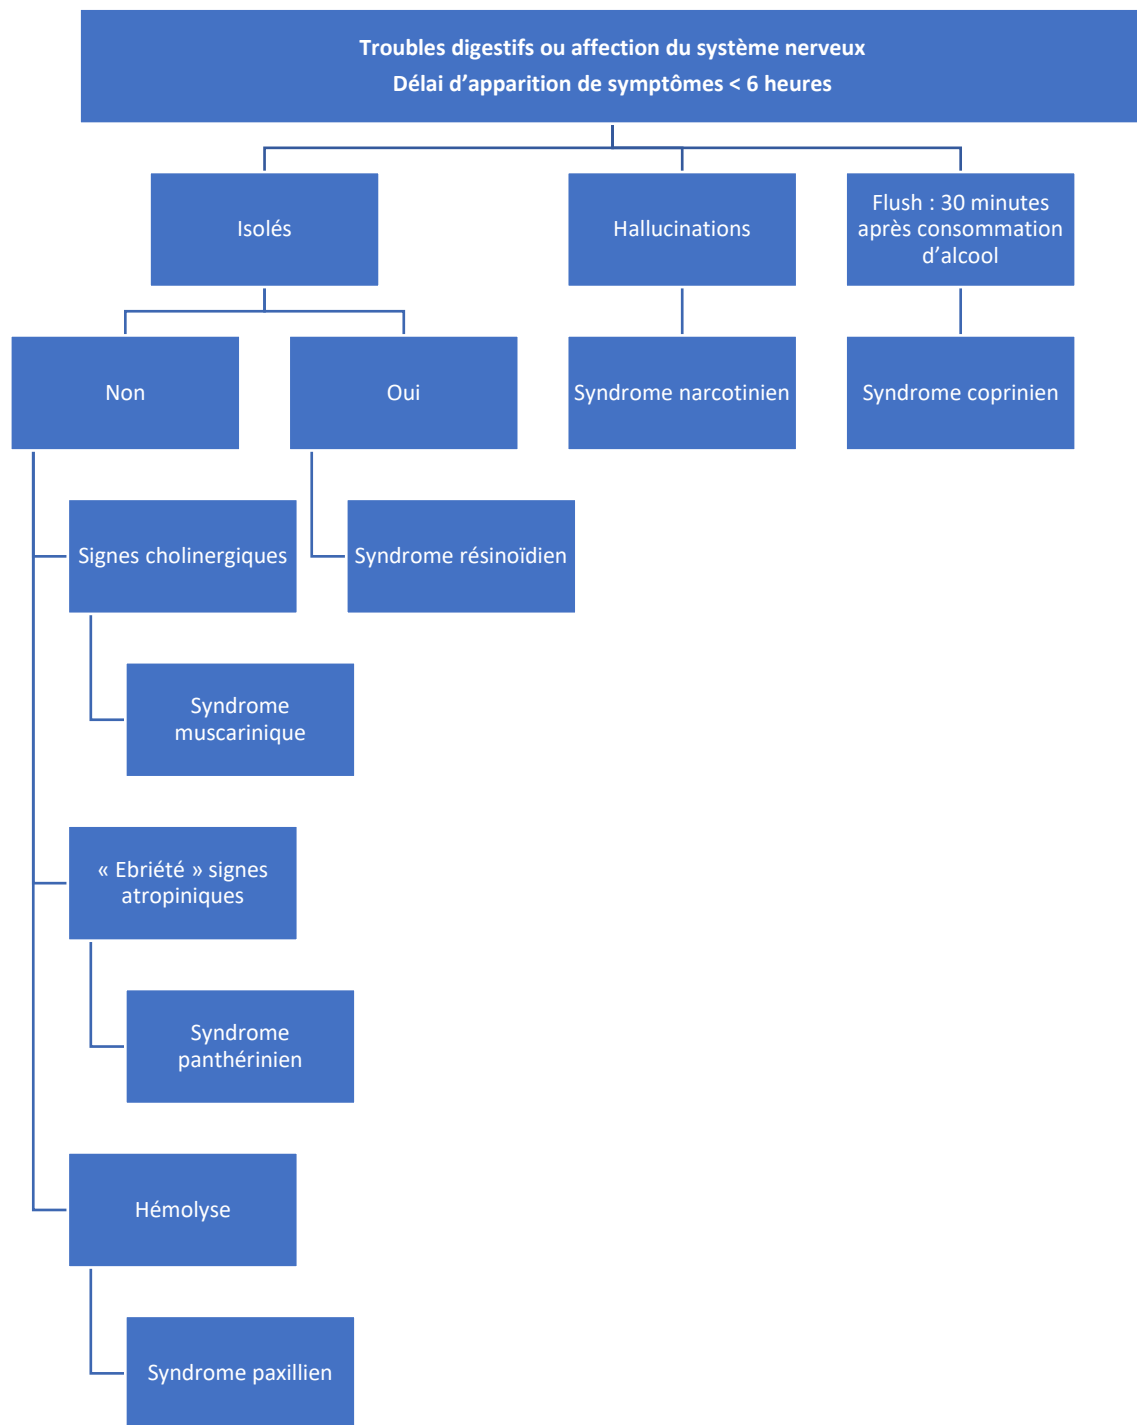 Troubles digestifs ou affection du système nerveux
Délai d’apparition de symptômes < 6 heures
Isolés
Hallucinations
Flush : 30 minutes
après consommation
d’alcool
Non
Oui
Syndrome narcotinien
Syndrome coprinien
Signes cholinergiques
Syndrome résinoïdien
Syndrome
muscarinique
« Ebriété » signes
atropiniques
Syndrome
panthérinien
Hémolyse
Syndrome paxillien